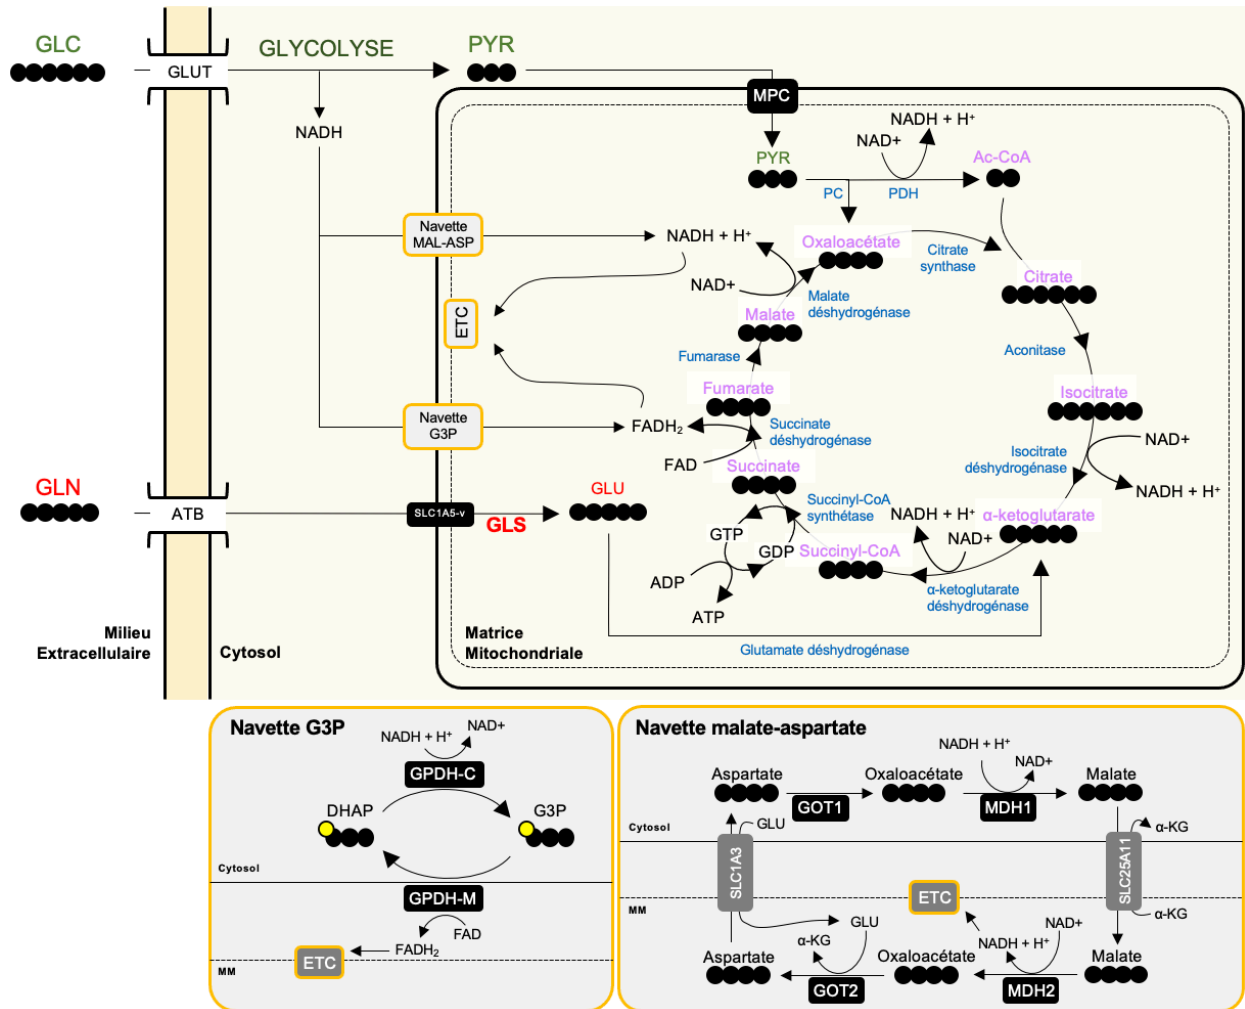 GLC
GLUT
GLYCOLYSE
PYR
MPC
NADH
NADH + H⁺
NAD+
PYR
Ac-CoA
PC
PDH
Navette
MAL-ASP
NADH + H⁺
Oxaloacétate
Citrate
synthase
NAD+
Citrate
Malate
déshydrogénase
ETC
Malate
Fumarase
Aconitase
Fumarate
Isocitrate
Navette
G3P
FADH₂
Succinate
déshydrogénase
NAD+
FAD
Isocitrate
déshydrogénase
Succinate
NADH + H⁺
GLN
ATB
SLC1A5-v
GLS
GLU
Succinyl-CoA
synthétase
NADH + H⁺
α-ketoglutarate
GTP
NAD+
GDP
Succinyl-CoA
ADP
α-ketoglutarate
déshydrogénase
ATP
Milieu
Extracellulaire
Cytosol
Matrice
Mitochondriale
Glutamate déshydrogénase
Navette G3P
NADH + H⁺
NAD+
GPDH-C
DHAP
G3P
Cytosol
GPDH-M
FAD
FADH₂
ETC
MM
Navette malate-aspartate
NADH + H⁺
NAD+
Aspartate
Oxaloacétate
Malate
GOT1
MDH1
GLU
α-KG
Cytosol
SLC1A3
SLC25A11
ETC
MM
GLU
NAD+
α-KG
α-KG
NADH + H⁺
Aspartate
Oxaloacétate
Malate
GOT2
MDH2